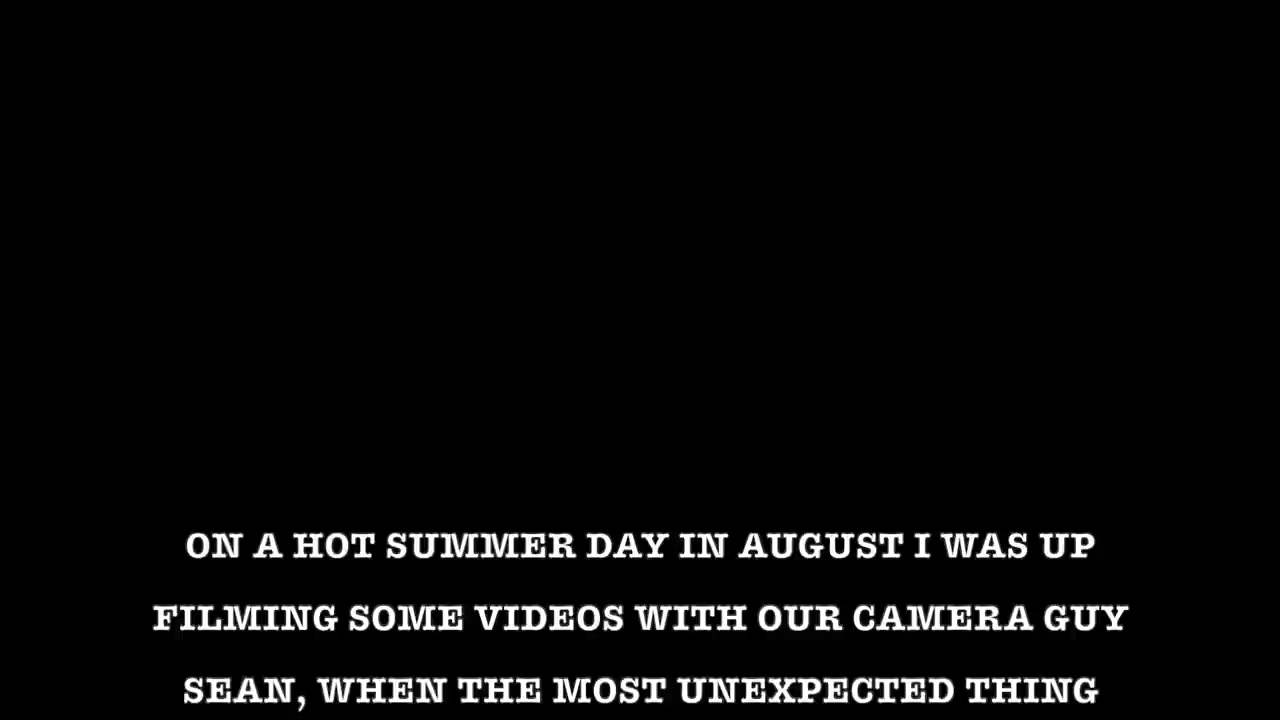 ON A HOT SUMMER DAY IN AUGUST I WAS UP
FILMING SOME VIDEOS WITH OUR CAMERA GUY
SEAN, WHEN THE MOST UNEXPECTED THING